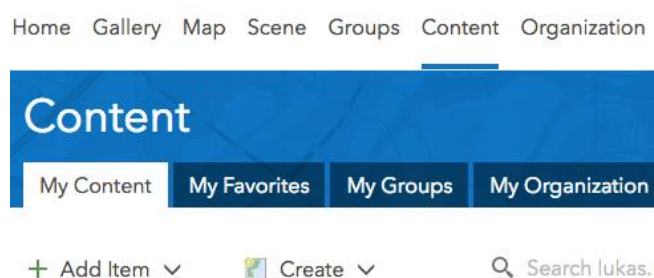 Home Gallery Map Scene Groups Content Organization
Content
My Content My Favorites My Groups My Organization
+ Add Item Create Search lukas.